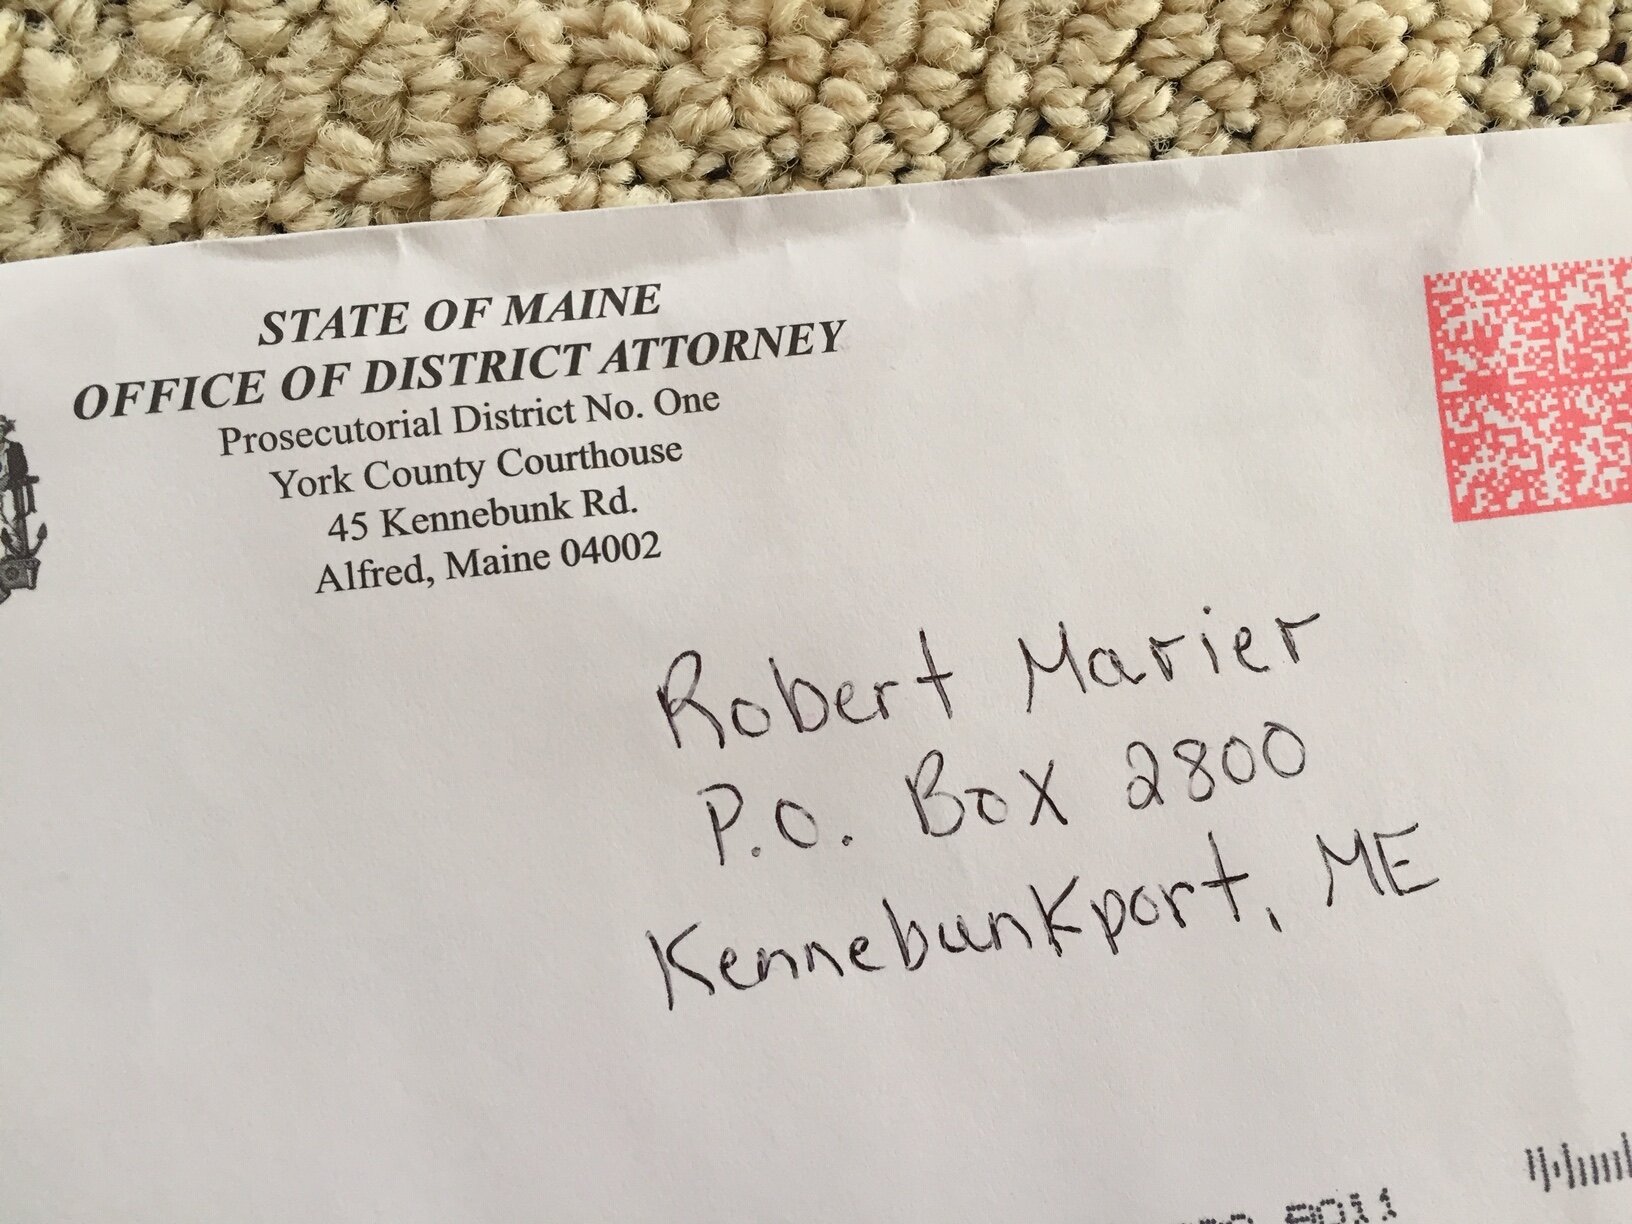 STATE OF MAINE
OFFICE OF DISTRICT ATTORNEY
Prosecutorial District No. One
York County Courthouse
45 Kennebunk Rd.
Alfred, Maine 04002
Robert Marier
P.O. Box 2800
Kennebunkport, ME
8011